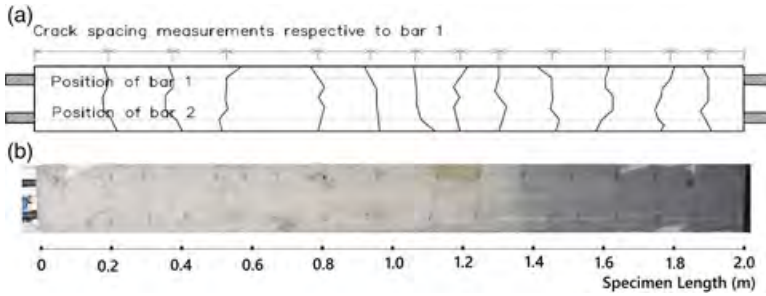 (a)
Crack spacing measurements respective to bar 1
Position of bar 1
Position of bar 2
(b)
0 0.2 0.4 0.6 0.8 1.0 1.2 1.4 1.6 1.8 2.0
Specimen Length (m)